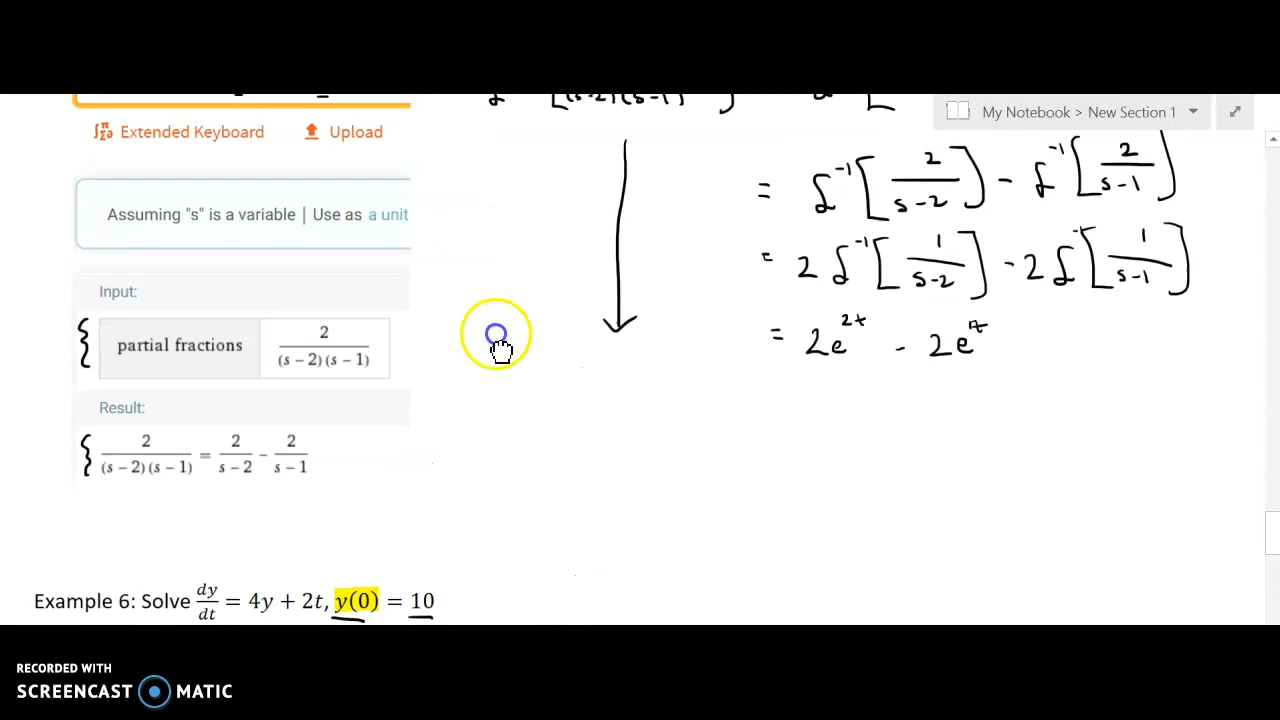 ∫π Σ∂ Extended Keyboard Upload
My Notebook > New Section 1
Assuming "s" is a variable | Use as a unit
= ℒ⁻¹[2/(s-2)] - ℒ⁻¹[2/(s-1)]
= 2ℒ⁻¹[1/(s-2)] - 2ℒ⁻¹[1/(s-1)]
= 2e^{2t} - 2e^{t}
Input:
partial fractions 2/((s - 2)(s - 1))
Result:
2/((s - 2)(s - 1)) = 2/(s - 2) - 2/(s - 1)
Example 6: Solve dy/dt = 4y + 2t, y(0) = 10
RECORDED WITH
SCREENCAST MATIC